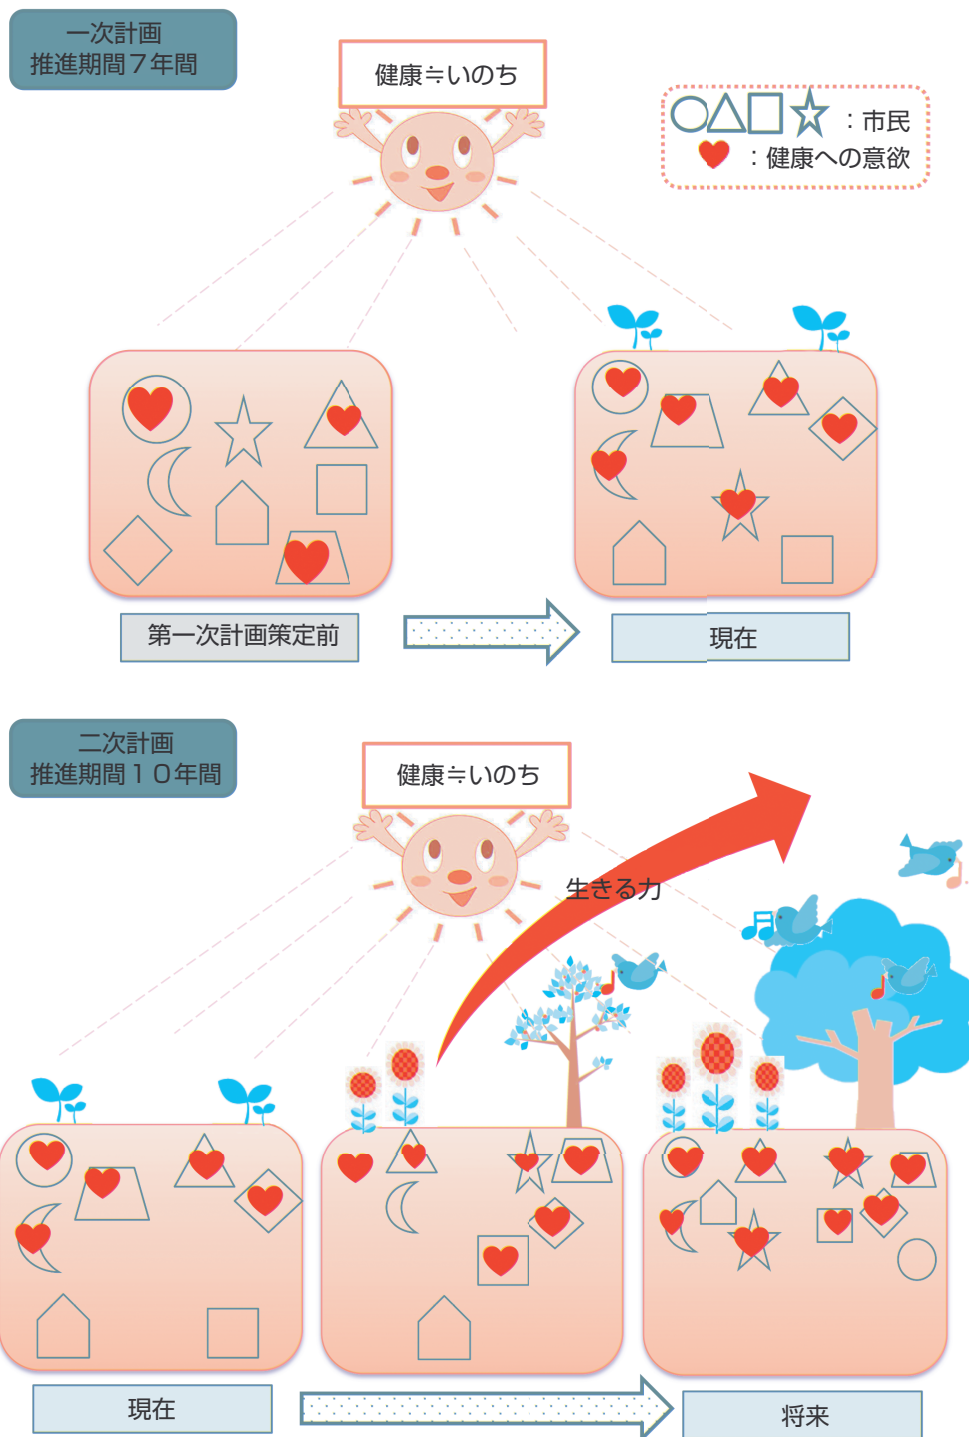 一次計画
推進期間７年間
健康≒いのち
：市民
：健康への意欲
第一次計画策定前
現在
二次計画
推進期間１０年間
健康≒いのち
生きる力
現在
将来